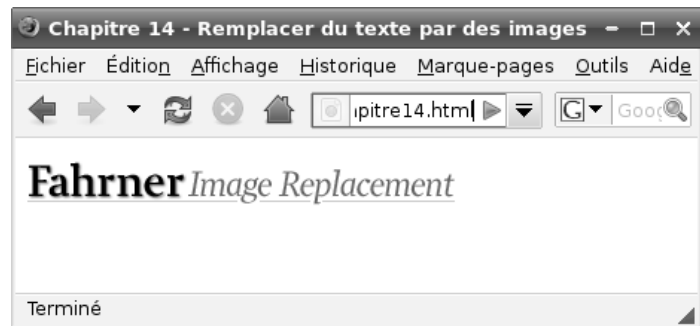 Chapitre 14 - Remplacer du texte par des images
Fichier Édition Affichage Historique Marque-pages Outils Aide
pitre14.html G Goog
Fahrner Image Replacement
Terminé